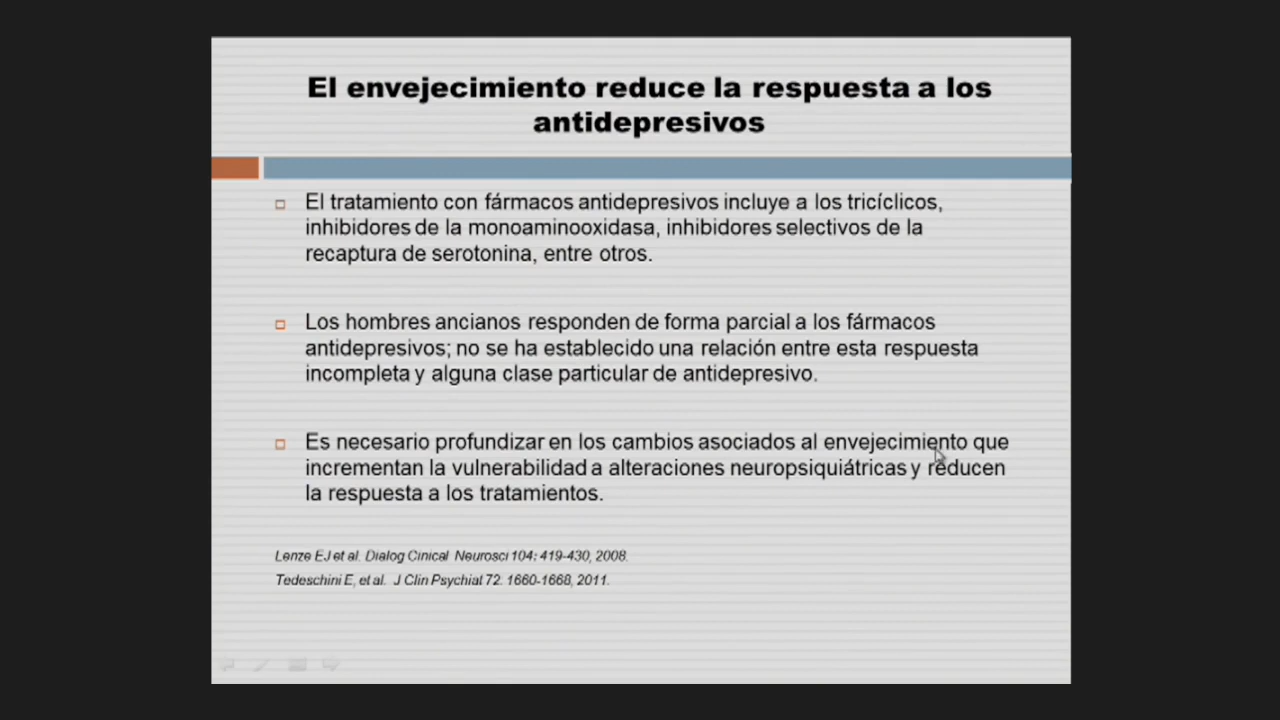 El envejecimiento reduce la respuesta a los
antidepresivos
El tratamiento con fármacos antidepresivos incluye a los tricíclicos,
inhibidores de la monoaminooxidasa, inhibidores selectivos de la
recaptura de serotonina, entre otros.
Los hombres ancianos responden de forma parcial a los fármacos
antidepresivos; no se ha establecido una relación entre esta respuesta
incompleta y alguna clase particular de antidepresivo.
Es necesario profundizar en los cambios asociados al envejecimiento que
incrementan la vulnerabilidad a alteraciones neuropsiquiátricas y reducen
la respuesta a los tratamientos.
Lenze EJ et al. Dialog Cinical Neurosci 104: 419-430, 2008.
Tedeschini E, et al. J Clin Psychiat 72: 1660-1668, 2011.